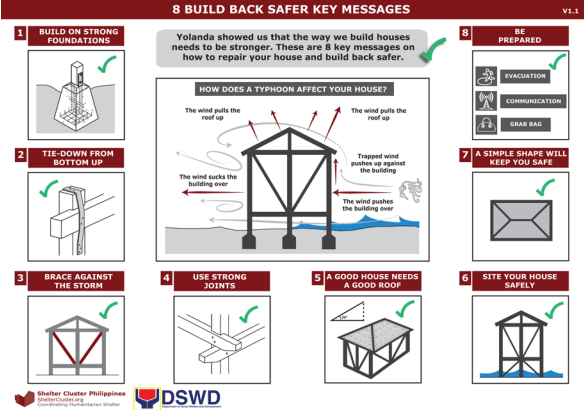 8 BUILD BACK SAFER KEY MESSAGES
V1.1
1
BUILD ON STRONG
FOUNDATIONS
Yolanda showed us that the way we build houses
needs to be stronger. These are 8 key messages on
how to repair your house and build back safer.
8
BE
PREPARED
EVACUATION
COMMUNICATION
GRAB BAG
HOW DOES A TYPHOON AFFECT YOUR HOUSE?
The wind pulls the
roof up
The wind pulls the
roof up
Trapped wind
pushes up against
the building
The wind sucks the
building over
The wind pushes
the building over
2
TIE-DOWN FROM
BOTTOM UP
7
A SIMPLE SHAPE WILL
KEEP YOU SAFE
3
BRACE AGAINST
THE STORM
4
USE STRONG
JOINTS
5
A GOOD HOUSE NEEDS
A GOOD ROOF
6
SITE YOUR HOUSE
SAFELY
Shelter Cluster Philippines
ShelterCluster.org
Coordinating Humanitarian Shelter
DSWD
Department of Social Welfare and Development